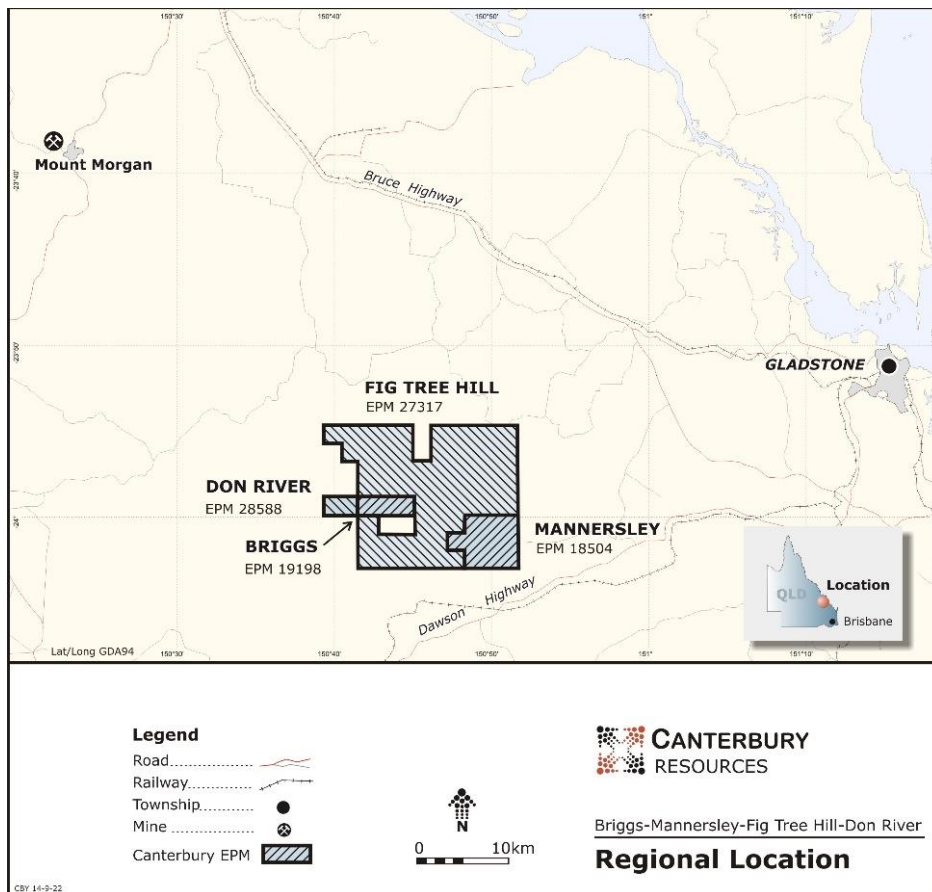 150°30'
150°40'
150°50'
151°
151°10'
Mount Morgan
-23°40'
Bruce Highway
-23°50'
GLADSTONE
FIG TREE HILL
EPM 27317
DON RIVER
EPM 28588
-24°
BRIGGS
EPM 19198
MANNERSLEY
EPM 18504
Dawson Highway
QLD
Location
Brisbane
Lat/Long GDA94
150°30'
150°40'
150°50'
151°
151°10'
Legend
Road
Railway
Township
Mine
Canterbury EPM
N
0 10km
CANTERBURY
RESOURCES
Briggs-Mannersley-Fig Tree Hill-Don River
Regional Location
CBY 14-9-22